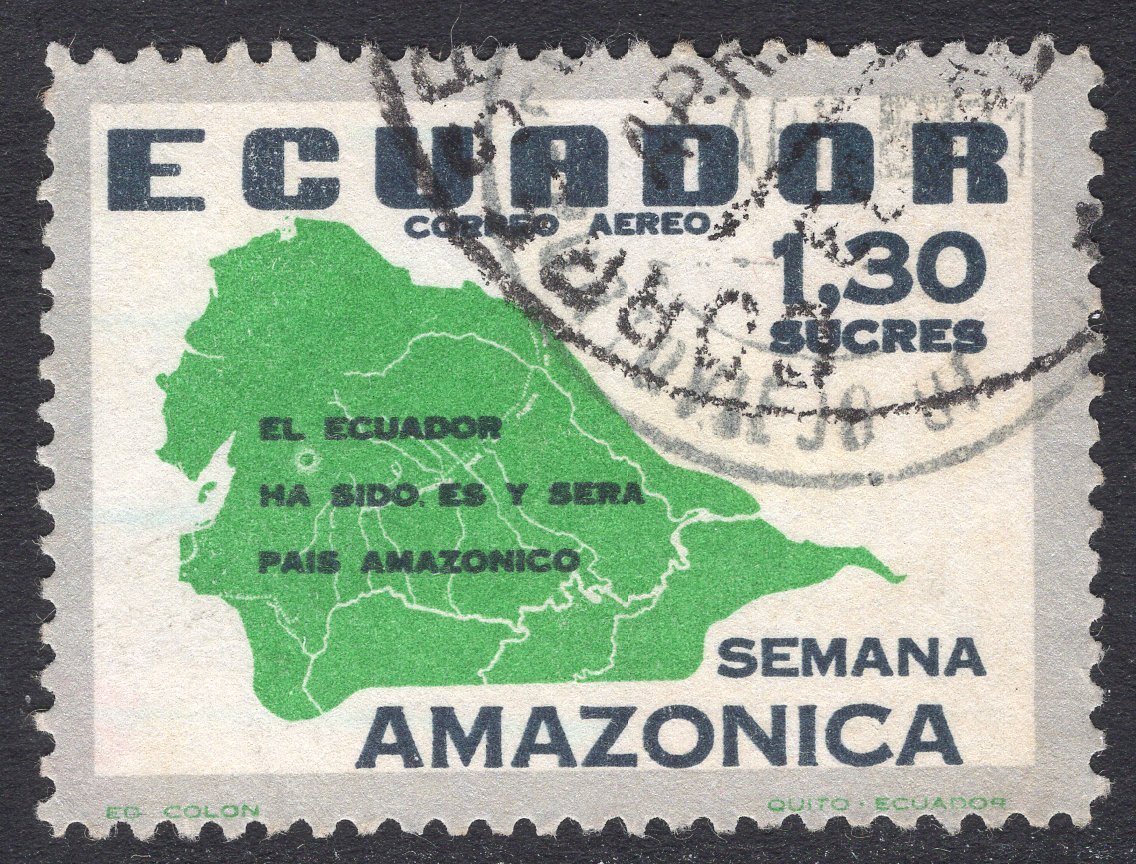 ECUADOR
CORREO AEREO
1,30
SUCRES
EL ECUADOR
HA SIDO, ES Y SERA
PAIS AMAZONICO
SEMANA
AMAZONICA
ED. COLON
QUITO · ECUADOR